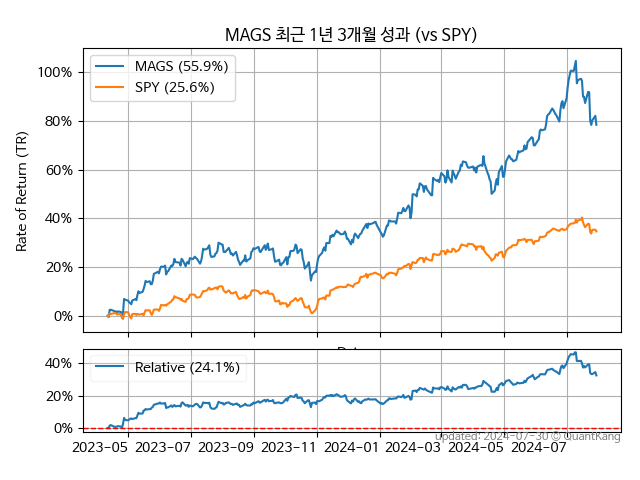 MAGS 최근 1년 3개월 성과 (vs SPY)
MAGS (55.9%)
SPY (25.6%)
Rate of Return (TR)
100%
80%
60%
40%
20%
0%
Relative (24.1%)
40%
20%
0%
2023-05 2023-07 2023-09 2023-11 2024-01 2024-03 2024-05 2024-07
updated: 2024-07-30 © QuantKang